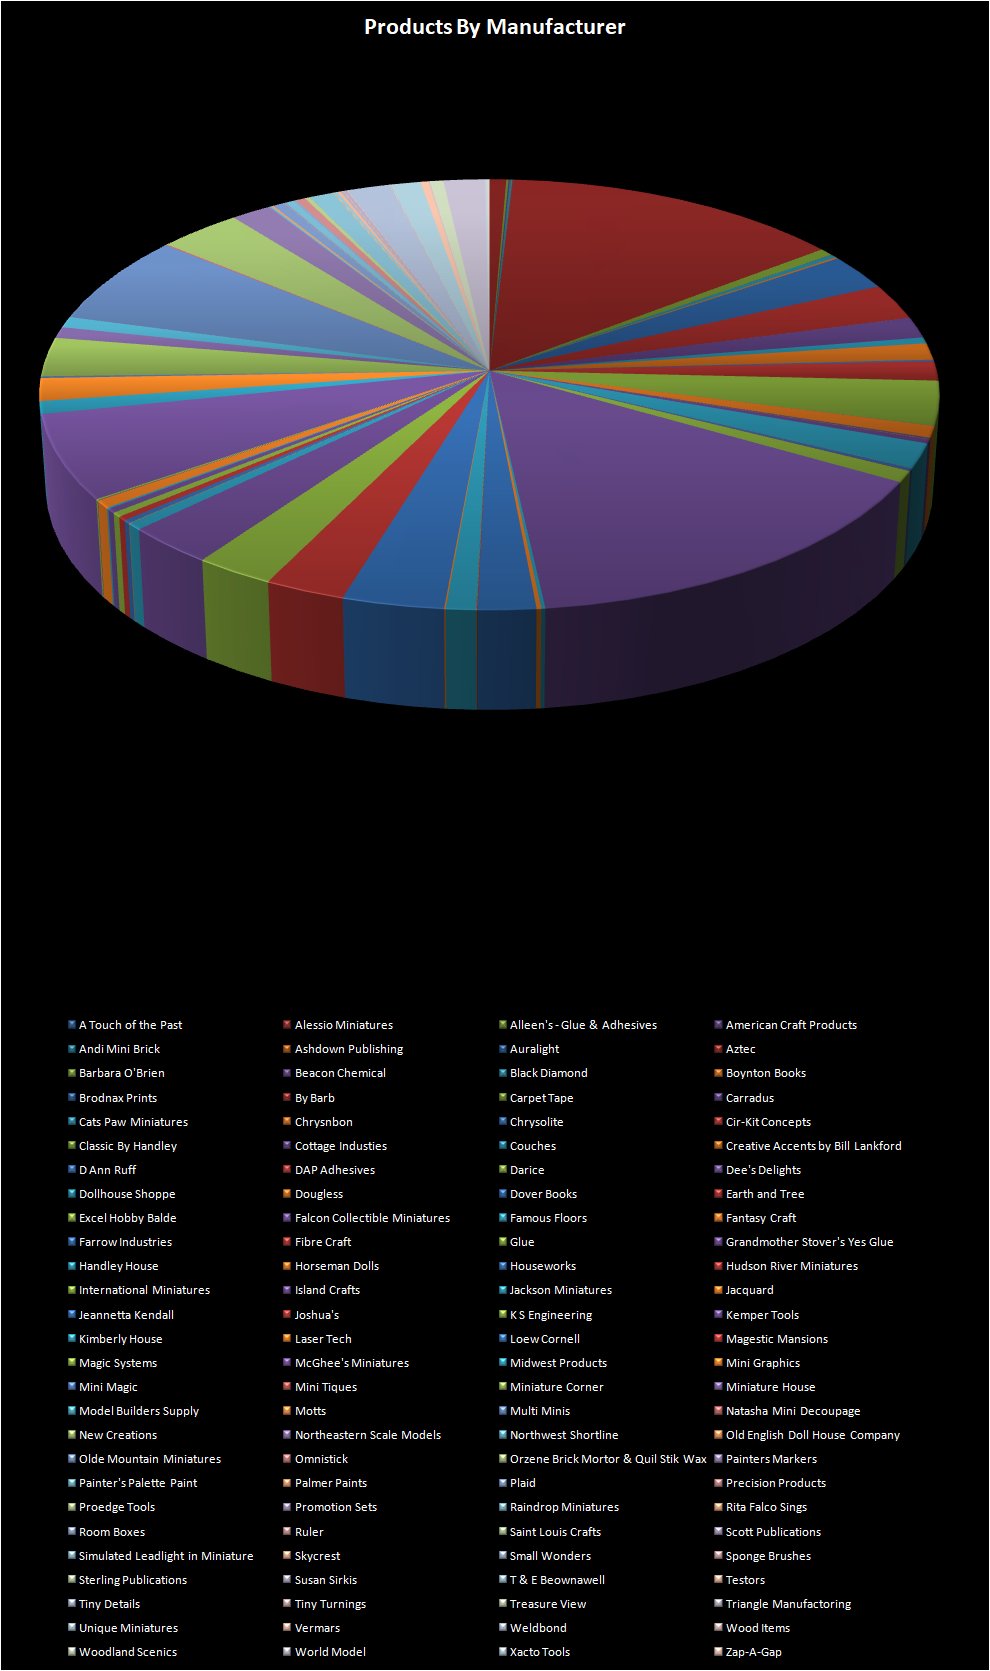 Products By Manufacturer
A Touch of the Past Alessio Miniatures Alleen's - Glue & Adhesives American Craft Products
Andi Mini Brick Ashdown Publishing Auralight Aztec
Barbara O'Brien Beacon Chemical Black Diamond Boynton Books
Brodnax Prints By Barb Carpet Tape Carradus
Cats Paw Miniatures Chrysnbon Chrysolite Cir-Kit Concepts
Classic By Handley Cottage Industies Couches Creative Accents by Bill Lankford
D Ann Ruff DAP Adhesives Darice Dee's Delights
Dollhouse Shoppe Dougless Dover Books Earth and Tree
Excel Hobby Balde Falcon Collectible Miniatures Famous Floors Fantasy Craft
Farrow Industries Fibre Craft Glue Grandmother Stover's Yes Glue
Handley House Horseman Dolls Houseworks Hudson River Miniatures
International Miniatures Island Crafts Jackson Miniatures Jacquard
Jeannetta Kendall Joshua's K S Engineering Kemper Tools
Kimberly House Laser Tech Loew Cornell Magestic Mansions
Magic Systems McGhee's Miniatures Midwest Products Mini Graphics
Mini Magic Mini Tiques Miniature Corner Miniature House
Model Builders Supply Motts Multi Minis Natasha Mini Decoupage
New Creations Northeastern Scale Models Northwest Shortline Old English Doll House Company
Olde Mountain Miniatures Omnistick Orzene Brick Mortor & Quil Stik Wax Painters Markers
Painter's Palette Paint Palmer Paints Plaid Precision Products
Proedge Tools Promotion Sets Raindrop Miniatures Rita Falco Sings
Room Boxes Ruler Saint Louis Crafts Scott Publications
Simulated Leadlight in Miniature Skycrest Small Wonders Sponge Brushes
Sterling Publications Susan Sirkis T & E Beownawell Testors
Tiny Details Tiny Turnings Treasure View Triangle Manufactoring
Unique Miniatures Vermars Weldbond Wood Items
Woodland Scenics World Model Xacto Tools Zap-A-Gap